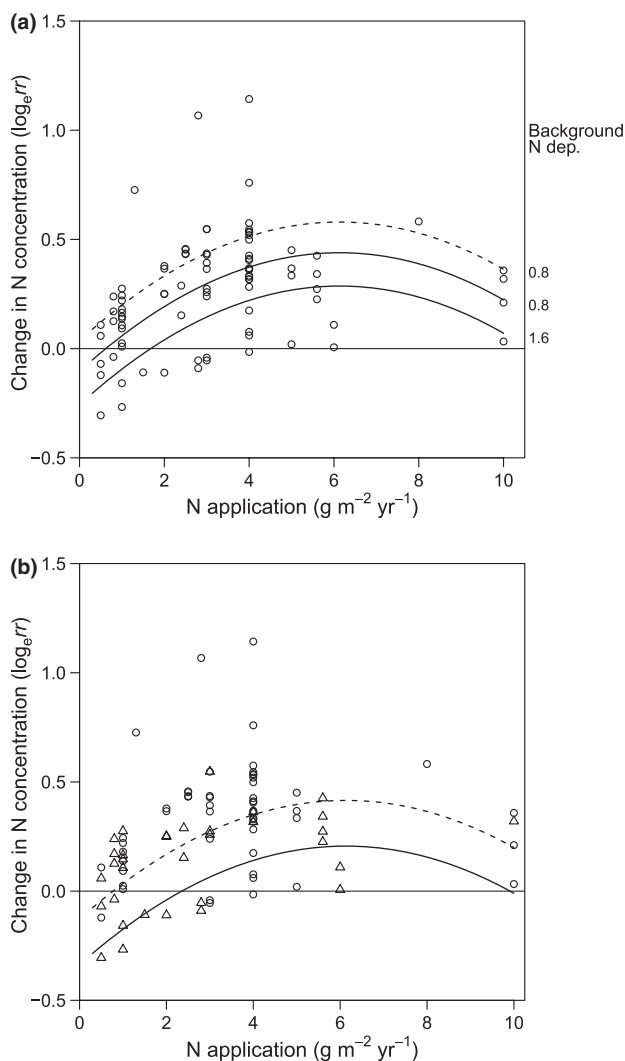 (a)
1.5
1.0
0.5
0.0
−0.5
Change in N concentration (logₑrr)
0 2 4 6 8 10
N application (g m⁻² yr⁻¹)
Background
N dep.
0.8
0.8
1.6
(b)
1.5
1.0
0.5
0.0
−0.5
Change in N concentration (logₑrr)
0 2 4 6 8 10
N application (g m⁻² yr⁻¹)